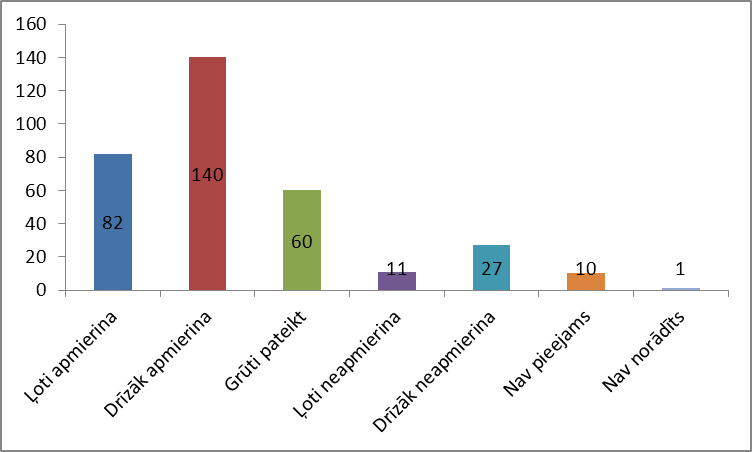 160
140
120
100
80
60
40
20
0
82
140
60
11
27
10
1
Ļoti apmierina
Drīzāk apmierina
Grūti pateikt
Ļoti neapmierina
Drīzāk neapmierina
Nav pieejams
Nav norādīts